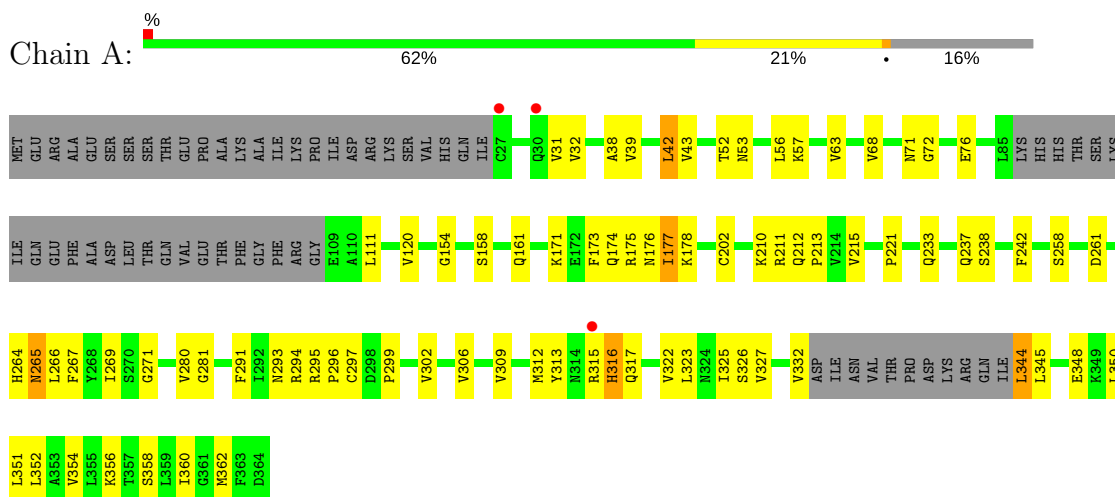 %
Chain A:
62% 21% • 16%
MET GLU ARG ALA GLU SER SER SER THR GLU PRO ALA LYS ALA ILE LYS PRO ILE ASP ARG LYS SER VAL HIS GLN ILE C27 Q30 V31 V32 A38 V39 L42 V43 T52 N53 L56 K57 V63 V68 N71 G72 E76 L85 LYS HIS HIS THR SER LYS
ILE GLN GLU PHE ALA ASP LEU THR GLN VAL GLU THR PHE GLY PHE ARG GLY E109 A110 L111 V120 G154 S158 Q161 K171 E172 F173 Q174 R175 N176 I177 K178 C202 K210 R211 Q212 P213 V214 V215 P221 Q233 Q237 S238 F242 S258 D261
H264 N265 L266 F267 Y268 I269 S270 G271 V280 G281 F291 I292 N293 R294 R295 P296 C297 D298 P299 V302 V306 V309 M312 Y313 N314 R315 H316 Q317 V322 L323 N324 I325 S326 V327 V332 ASP ILE ASN VAL THR PRO ASP LYS ARG GLN ILE L344 L345 E348 K349 L350
L351 L352 A353 V354 L355 K356 T357 S358 L359 I360 G361 M362 F363 D364